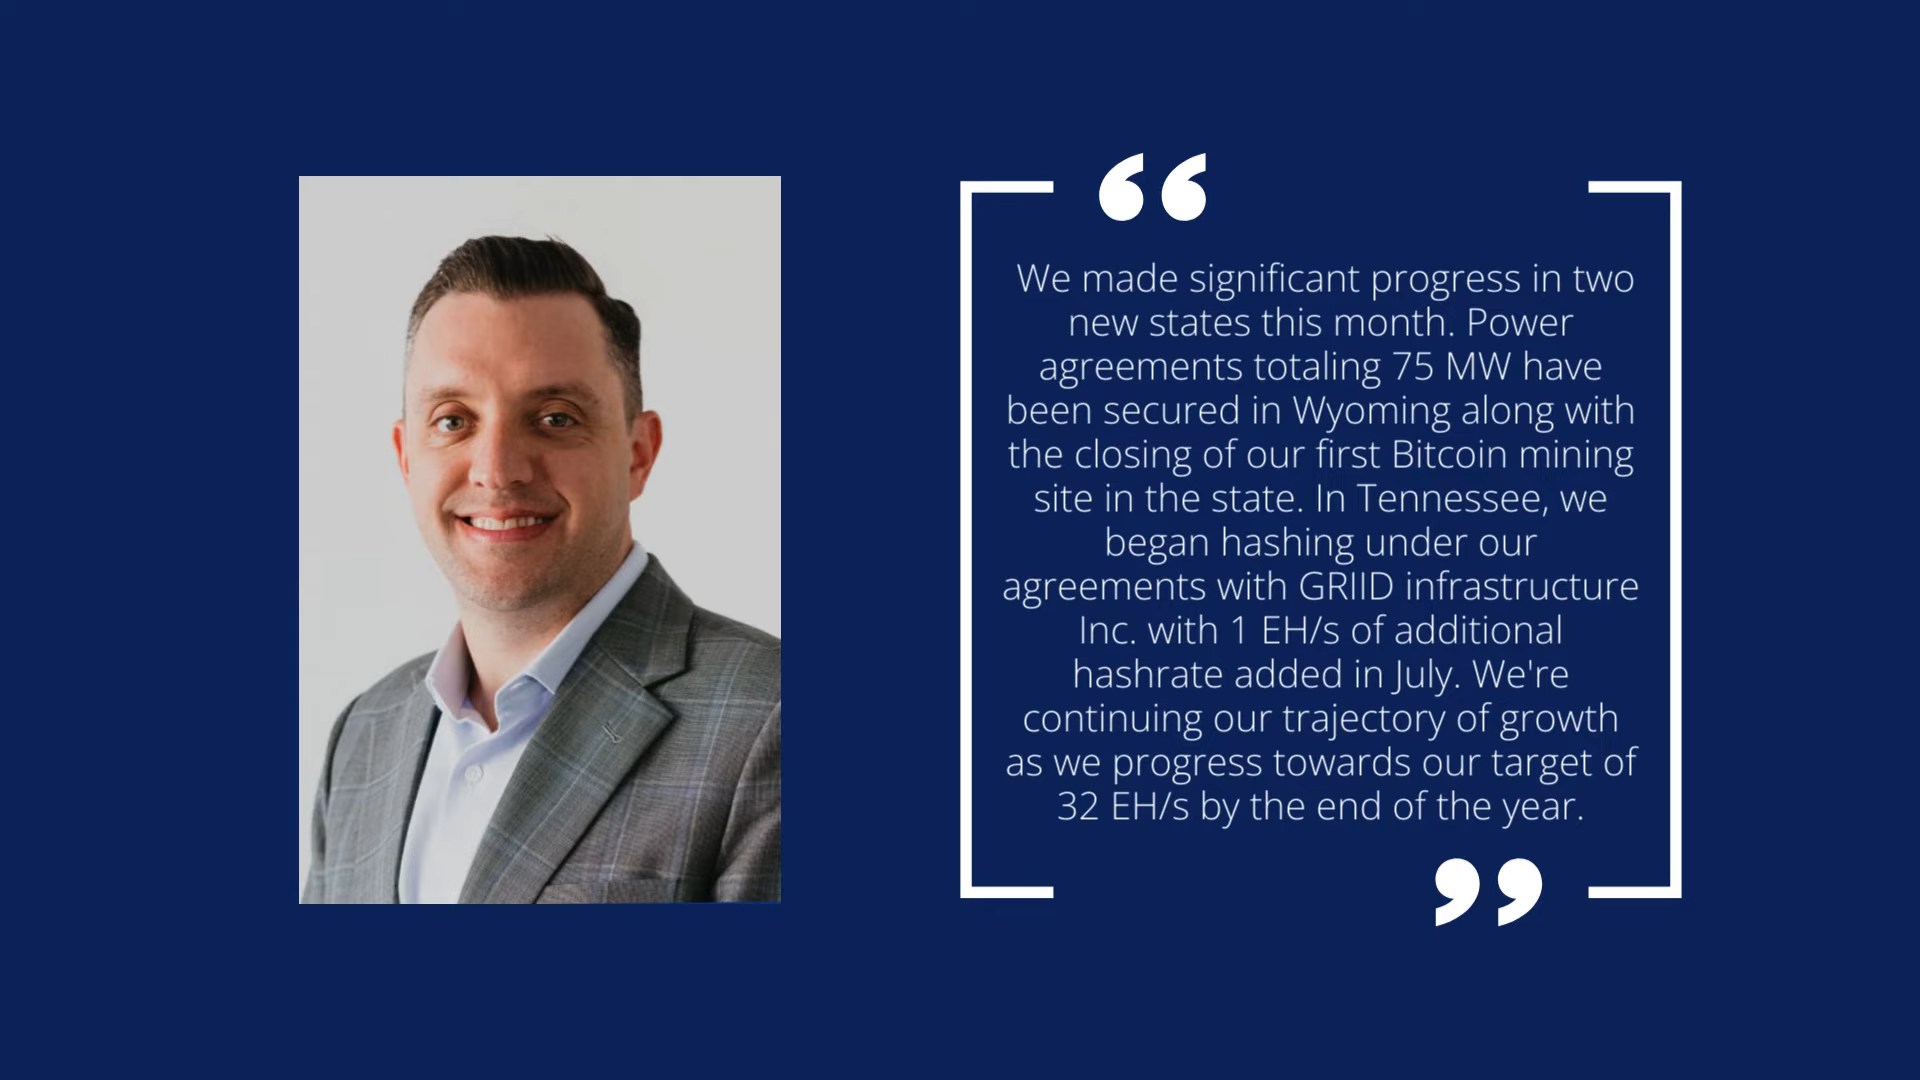 “
We made significant progress in two
new states this month. Power
agreements totaling 75 MW have
been secured in Wyoming along with
the closing of our first Bitcoin mining
site in the state. In Tennessee, we
began hashing under our
agreements with GRIID infrastructure
Inc. with 1 EH/s of additional
hashrate added in July. We're
continuing our trajectory of growth
as we progress towards our target of
32 EH/s by the end of the year.
”